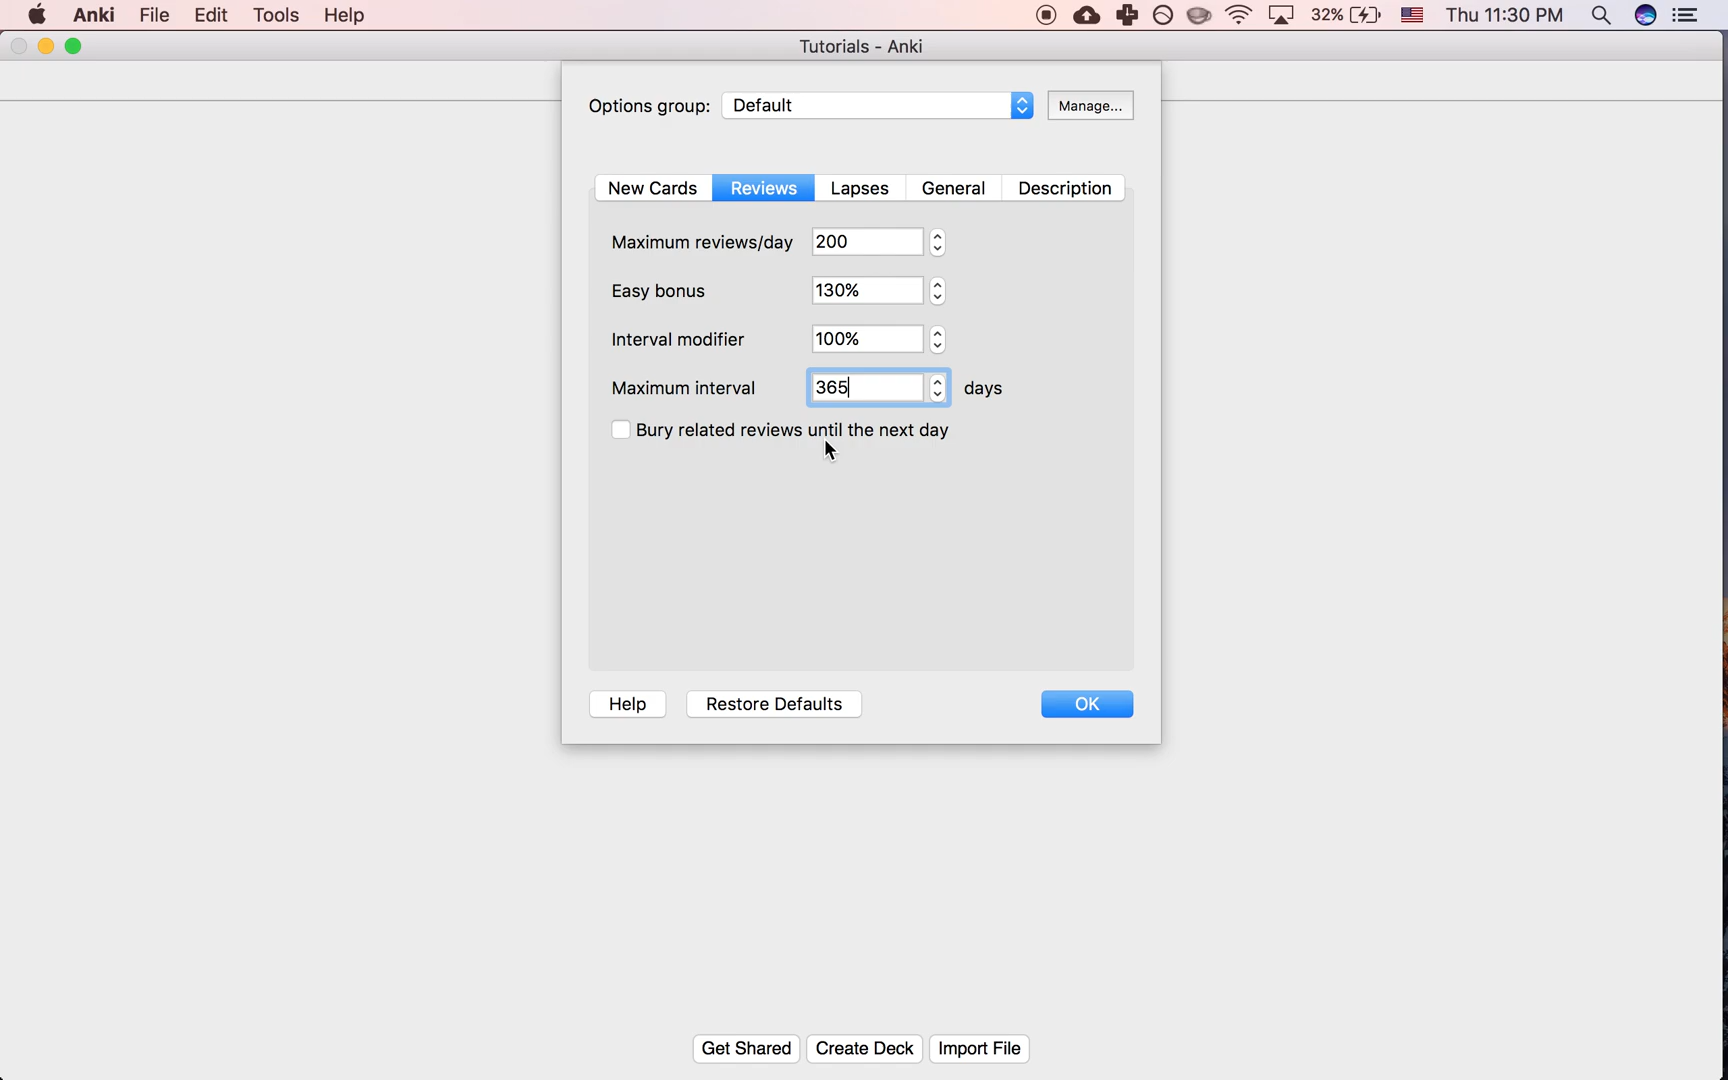 Anki File Edit Tools Help 32% Thu 11:30 PM
Tutorials - Anki
Options group: Default Manage...
New Cards Reviews Lapses General Description
Maximum reviews/day 200
Easy bonus 130%
Interval modifier 100%
Maximum interval 365 days
Bury related reviews until the next day
Help Restore Defaults OK
Get Shared Create Deck Import File